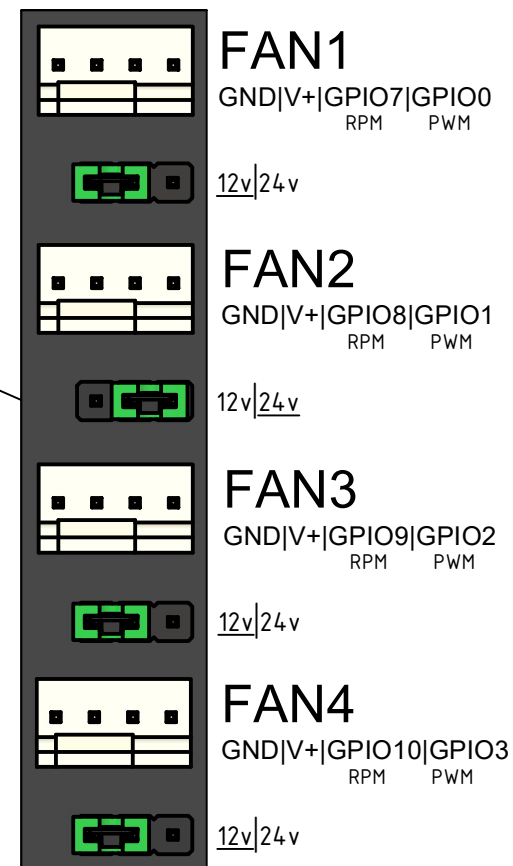 FAN1
GND|V+|GPIO7|GPIO0
RPM PWM
12v|24v
FAN2
GND|V+|GPIO8|GPIO1
RPM PWM
12v|24v
FAN3
GND|V+|GPIO9|GPIO2
RPM PWM
12v|24v
FAN4
GND|V+|GPIO10|GPIO3
RPM PWM
12v|24v